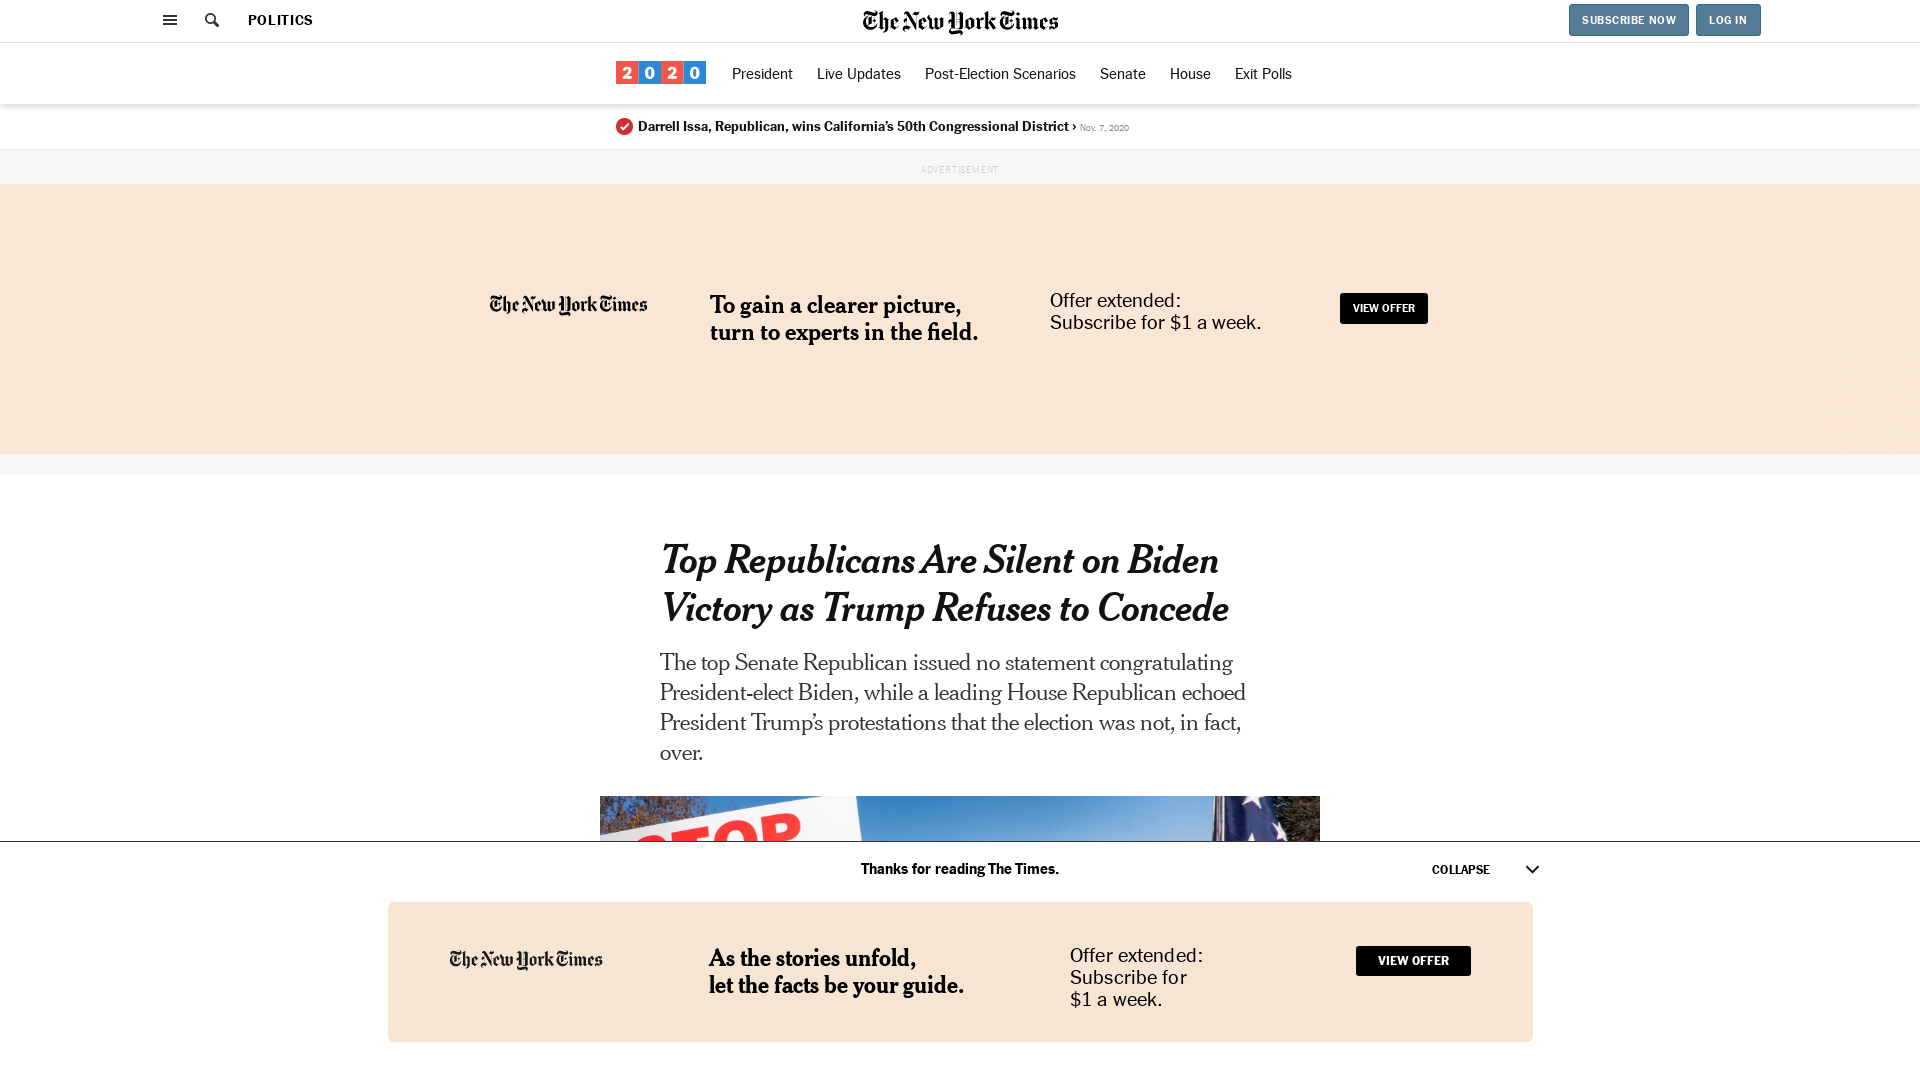 POLITICS
The New York Times
SUBSCRIBE NOW
LOG IN
2020
President
Live Updates
Post-Election Scenarios
Senate
House
Exit Polls
Darrell Issa, Republican, wins California’s 50th Congressional District › Nov. 7, 2020
ADVERTISEMENT
The New York Times
To gain a clearer picture,
turn to experts in the field.
Offer extended:
Subscribe for $1 a week.
VIEW OFFER
Top Republicans Are Silent on Biden
Victory as Trump Refuses to Concede
The top Senate Republican issued no statement congratulating
President-elect Biden, while a leading House Republican echoed
President Trump’s protestations that the election was not, in fact,
over.
STOP
Thanks for reading The Times.
COLLAPSE
The New York Times
As the stories unfold,
let the facts be your guide.
Offer extended:
Subscribe for
$1 a week.
VIEW OFFER